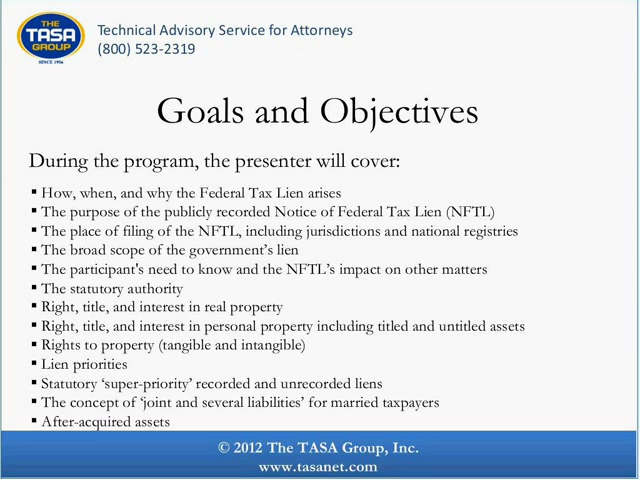 THE
TASA
GROUP
SINCE 1956
Technical Advisory Service for Attorneys
(800) 523-2319
Goals and Objectives
During the program, the presenter will cover:
▪ How, when, and why the Federal Tax Lien arises
▪ The purpose of the publicly recorded Notice of Federal Tax Lien (NFTL)
▪ The place of filing of the NFTL, including jurisdictions and national registries
▪ The broad scope of the government’s lien
▪ The participant's need to know and the NFTL’s impact on other matters
▪ The statutory authority
▪ Right, title, and interest in real property
▪ Right, title, and interest in personal property including titled and untitled assets
▪ Rights to property (tangible and intangible)
▪ Lien priorities
▪ Statutory ‘super-priority’ recorded and unrecorded liens
▪ The concept of ‘joint and several liabilities’ for married taxpayers
▪ After-acquired assets
© 2012 The TASA Group, Inc.
www.tasanet.com